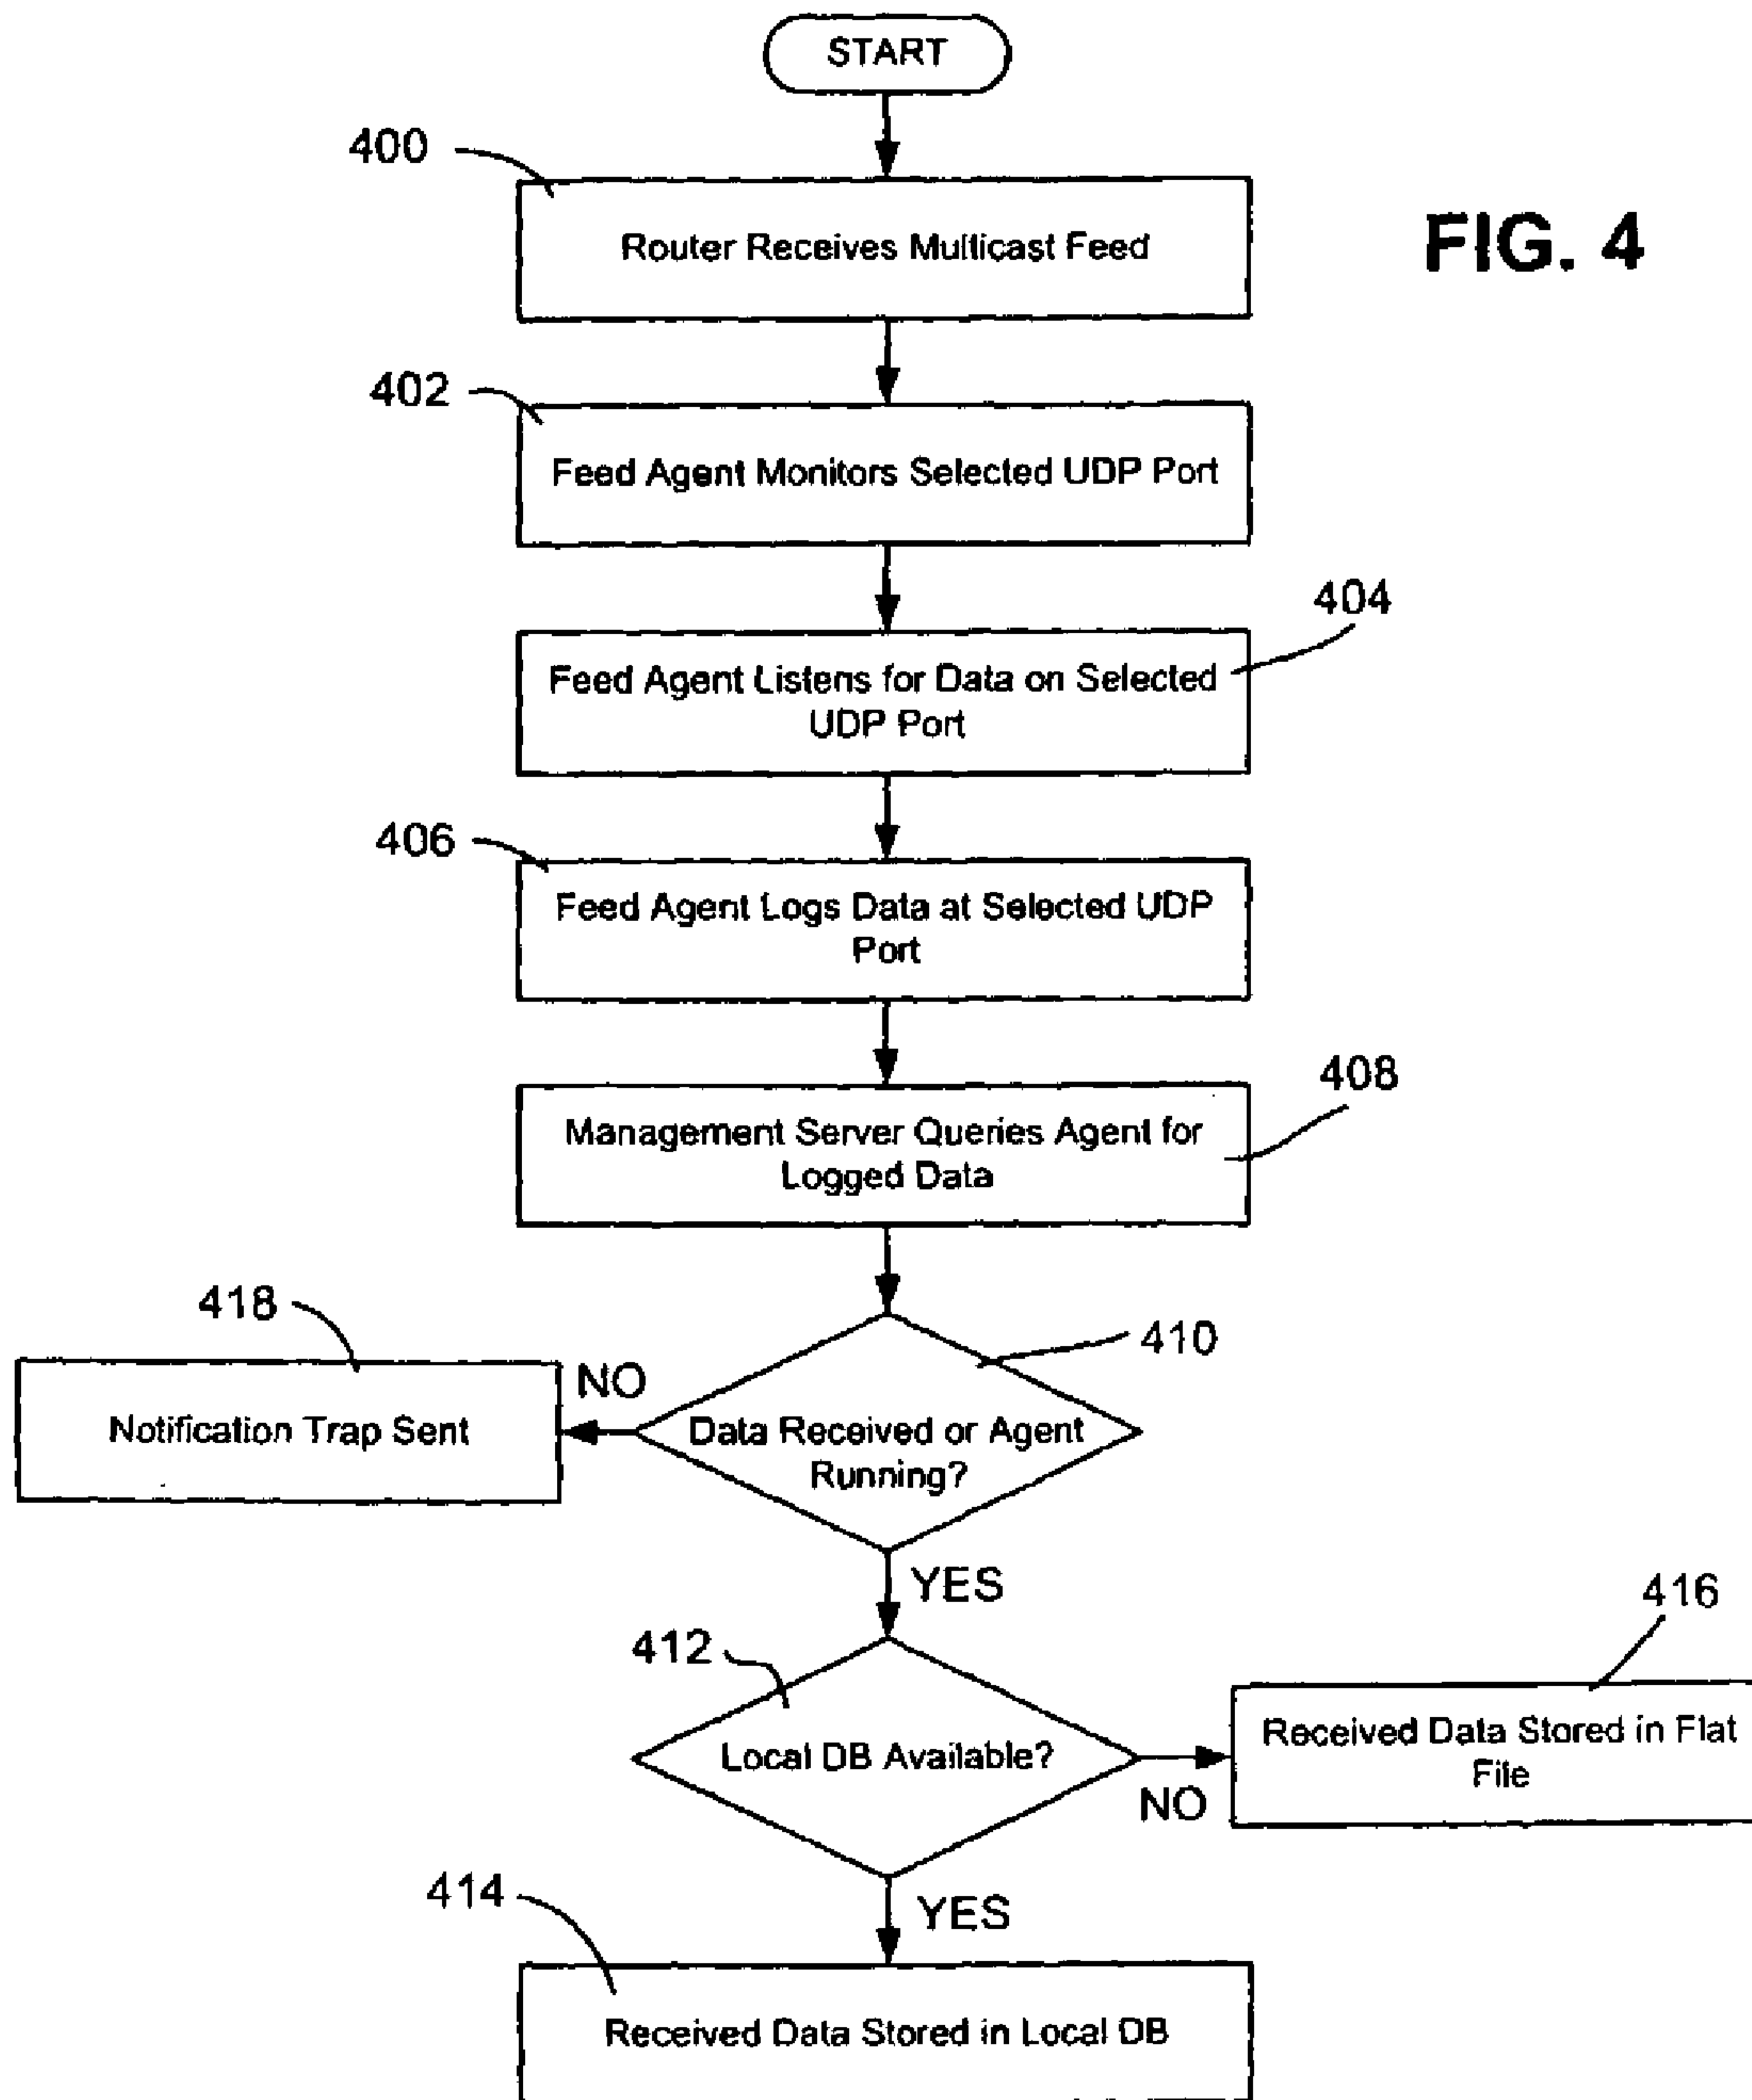 START
400
Router Receives Multicast Feed
FIG. 4
402
Feed Agent Monitors Selected UDP Port
404
Feed Agent Listens for Data on Selected
UDP Port
406
Feed Agent Logs Data at Selected UDP
Port
408
Management Server Queries Agent for
Logged Data
418
410
NO
Notification Trap Sent
Data Received or Agent
Running?
YES
416
412
Local DB Available?
Received Data Stored in Flat
File
NO
414
YES
Received Data Stored in Local DB